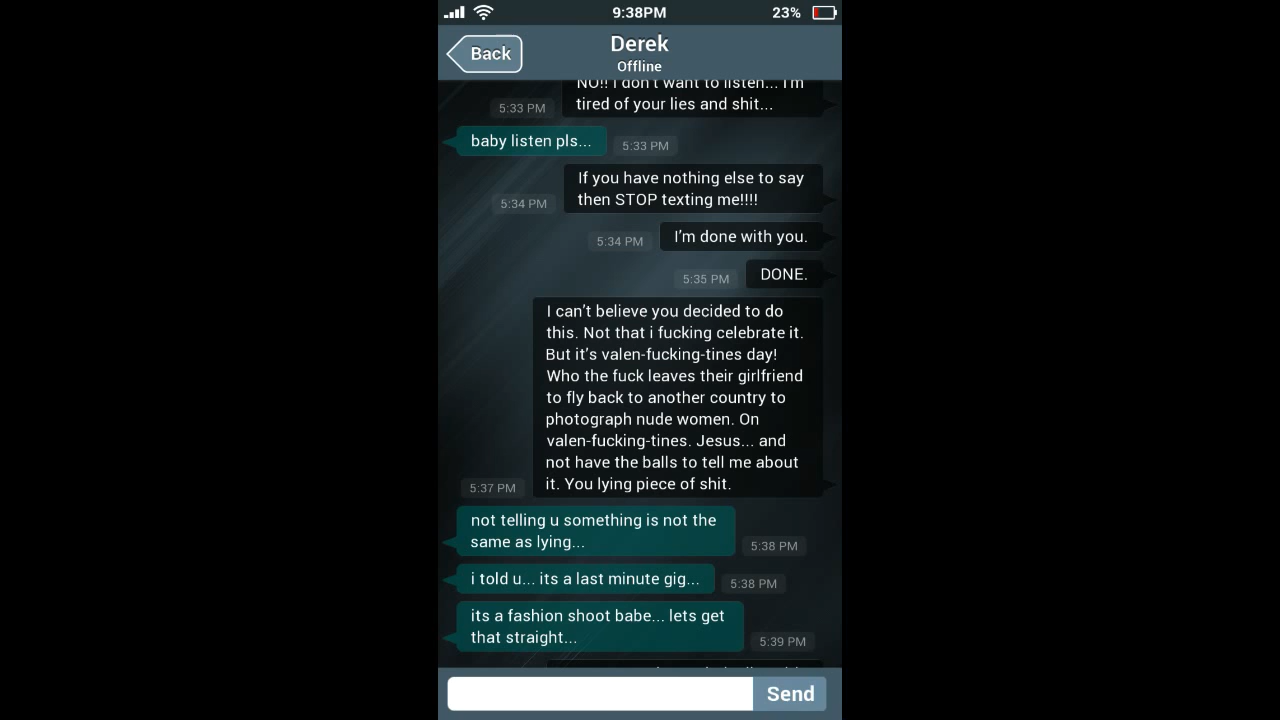 9:38PM
23%
Back
Derek
Offline
NO!! I don't want to listen... I'm
tired of your lies and shit...
5:33 PM
baby listen pls...
5:33 PM
If you have nothing else to say
then STOP texting me!!!!
5:34 PM
I'm done with you.
5:34 PM
DONE.
5:35 PM
I can't believe you decided to do
this. Not that i fucking celebrate it.
But it's valen-fucking-tines day!
Who the fuck leaves their girlfriend
to fly back to another country to
photograph nude women. On
valen-fucking-tines. Jesus... and
not have the balls to tell me about
it. You lying piece of shit.
5:37 PM
not telling u something is not the
same as lying...
5:38 PM
i told u... its a last minute gig...
5:38 PM
its a fashion shoot babe... lets get
that straight...
5:39 PM
Send